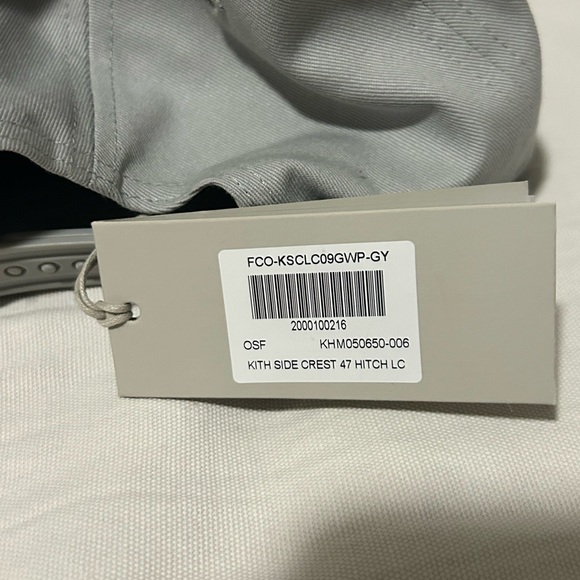 FCO-KSCLC09GWP-GY
2000100216
OSF KHM050650-006
KITH SIDE CREST 47 HITCH LC